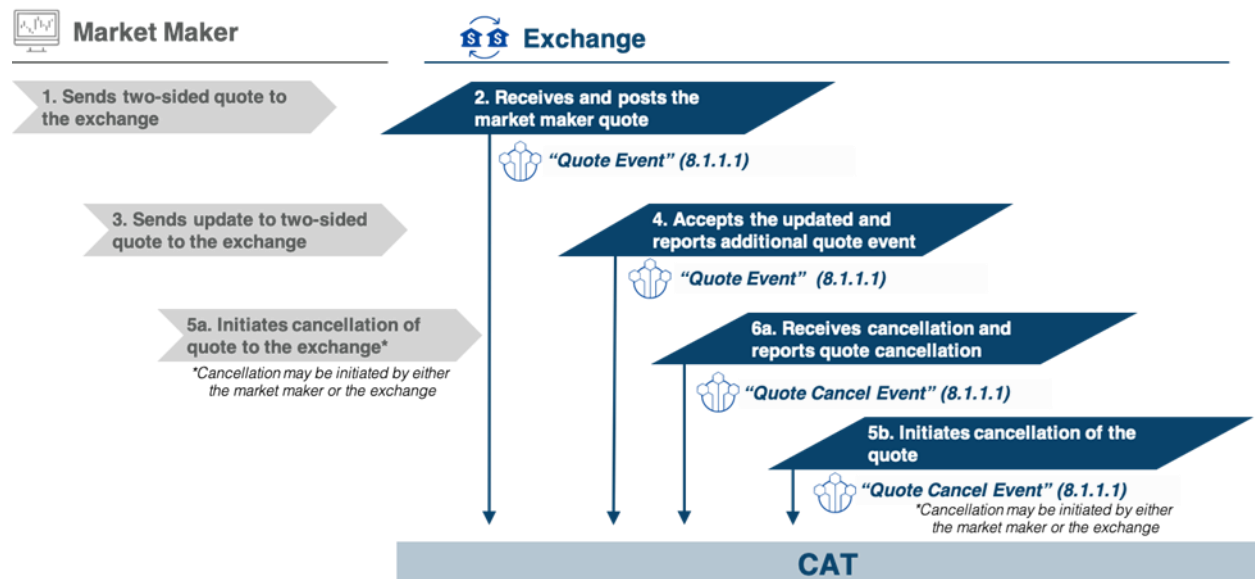 Market Maker
Exchange
1. Sends two-sided quote to
the exchange
2. Receives and posts the
market maker quote
“Quote Event” (8.1.1.1)
3. Sends update to two-sided
quote to the exchange
4. Accepts the updated and
reports additional quote event
“Quote Event” (8.1.1.1)
5a. Initiates cancellation of
quote to the exchange*
*Cancellation may be initiated by either
the market maker or the exchange
6a. Receives cancellation and
reports quote cancellation
“Quote Cancel Event” (8.1.1.1)
5b. Initiates cancellation of the
quote
“Quote Cancel Event” (8.1.1.1)
*Cancellation may be initiated by either
the market maker or the exchange
CAT